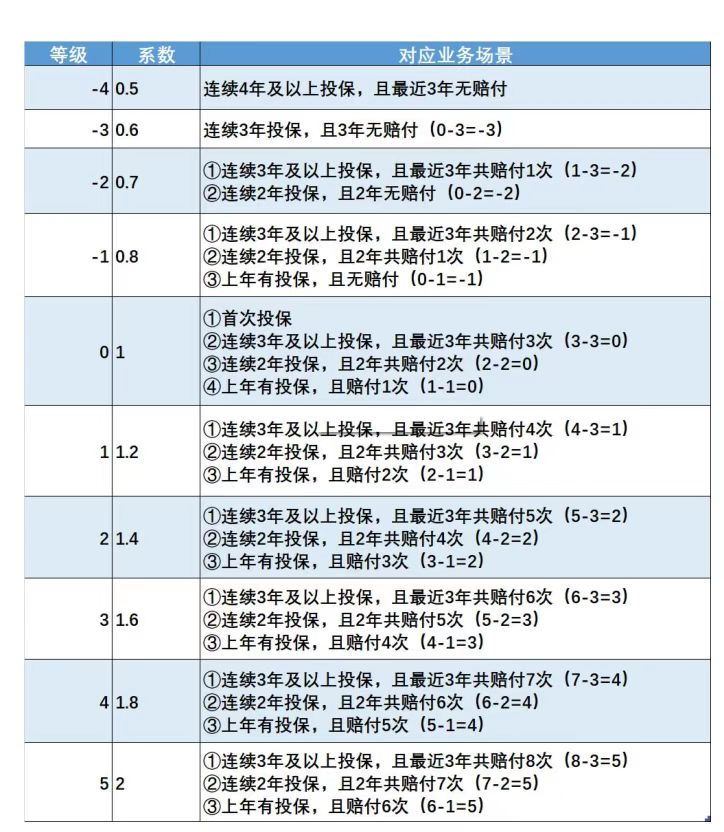 等级 系数 对应业务场景
-4 0.5 连续4年及以上投保，且最近3年无赔付
-3 0.6 连续3年投保，且3年无赔付（0-3=-3）
-2 0.7 ①连续3年及以上投保，且最近3年共赔付1次（1-3=-2）
②连续2年投保，且2年无赔付（0-2=-2）
-1 0.8 ①连续3年及以上投保，且最近3年共赔付2次（2-3=-1）
②连续2年投保，且2年共赔付1次（1-2=-1）
③上年有投保，且无赔付（0-1=-1）
0 1 ①首次投保
②连续3年及以上投保，且最近3年共赔付3次（3-3=0）
③连续2年投保，且2年共赔付2次（2-2=0）
④上年有投保，且赔付1次（1-1=0）
1 1.2 ①连续3年及以上投保，且最近3年共赔付4次（4-3=1）
②连续2年投保，且2年共赔付3次（3-2=1）
③上年有投保，且赔付2次（2-1=1）
2 1.4 ①连续3年及以上投保，且最近3年共赔付5次（5-3=2）
②连续2年投保，且2年共赔付4次（4-2=2）
③上年有投保，且赔付3次（3-1=2）
3 1.6 ①连续3年及以上投保，且最近3年共赔付6次（6-3=3）
②连续2年投保，且2年共赔付5次（5-2=3）
③上年有投保，且赔付4次（4-1=3）
4 1.8 ①连续3年及以上投保，且最近3年共赔付7次（7-3=4）
②连续2年投保，且2年共赔付6次（6-2=4）
③上年有投保，且赔付5次（5-1=4）
5 2 ①连续3年及以上投保，且最近3年共赔付8次（8-3=5）
②连续2年投保，且2年共赔付7次（7-2=5）
③上年有投保，且赔付6次（6-1=5）